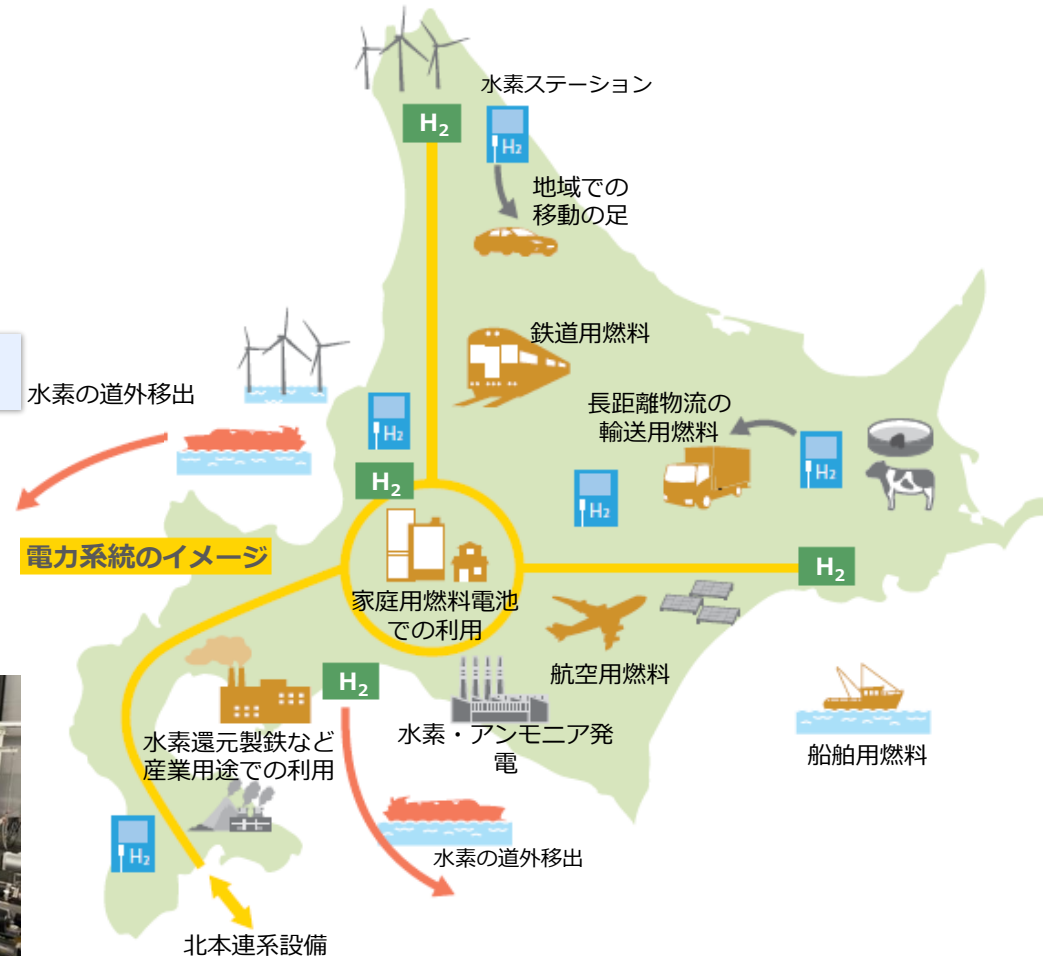 水素ステーション
H₂
H₂
地域での
移動の足
鉄道用燃料
水素の道外移出
長距離物流の
輸送用燃料
H₂
H₂
H₂
H₂
電力系統のイメージ
H₂
家庭用燃料電池
での利用
航空用燃料
H₂
水素・アンモニア発
電
船舶用燃料
水素還元製鉄など
産業用途での利用
H₂
水素の道外移出
北本連系設備